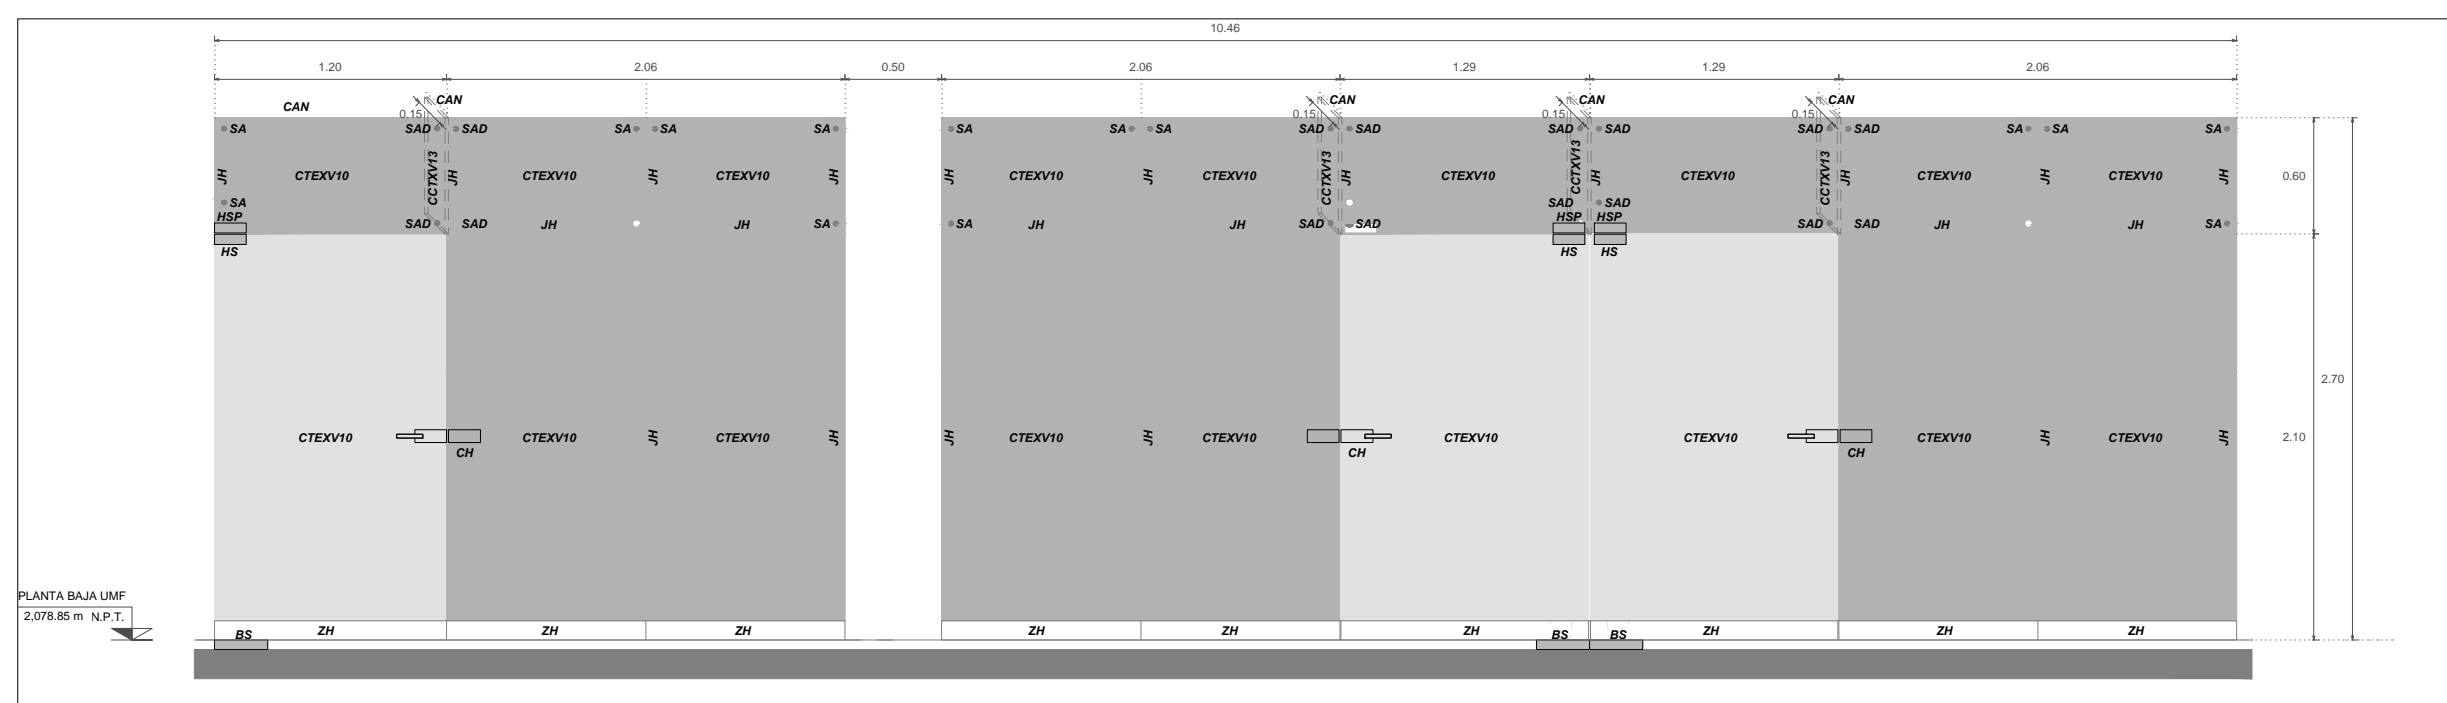 10.46
1.20 2.06 0.50 2.06 1.29 1.29 2.06
CAN CAN CAN CAN CAN
0.15 0.15 0.15 0.15
SA SAD SAD SA SA SA SA SA SA SAD SAD SAD SAD SAD SAD SA SA SA
JH CTEXV10 CCTXV13 JH CTEXV10 JH CTEXV10 JH JH CTEXV10 JH CTEXV10 CCTXV13 JH CTEXV10 CCTXV13 JH CTEXV10 CCTXV13 JH CTEXV10 JH CTEXV10 JH 0.60
SA SAD SAD
HSP HSP HSP
SAD SAD JH JH SA SA JH JH SAD SAD SAD SAD JH JH SA
HS HS HS
2.70
CTEXV10 CTEXV10 JH CTEXV10 JH JH CTEXV10 JH CTEXV10 CTEXV10 CTEXV10 CTEXV10 JH CTEXV10 JH 2.10
CH CH CH
PLANTA BAJA UMF
2,078.85 m N.P.T.
ZH ZH ZH ZH ZH ZH ZH ZH ZH
BS BS BS